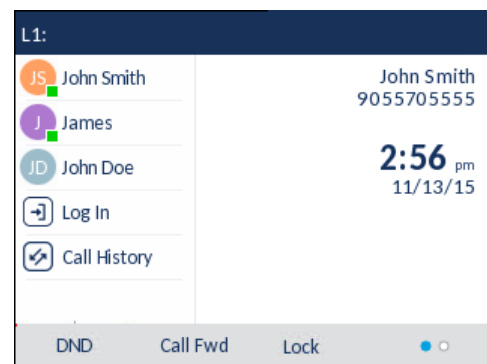 L1:
JS John Smith
J James
JD John Doe
Log In
Call History
John Smith
9055705555
2:56 pm
11/13/15
DND Call Fwd Lock